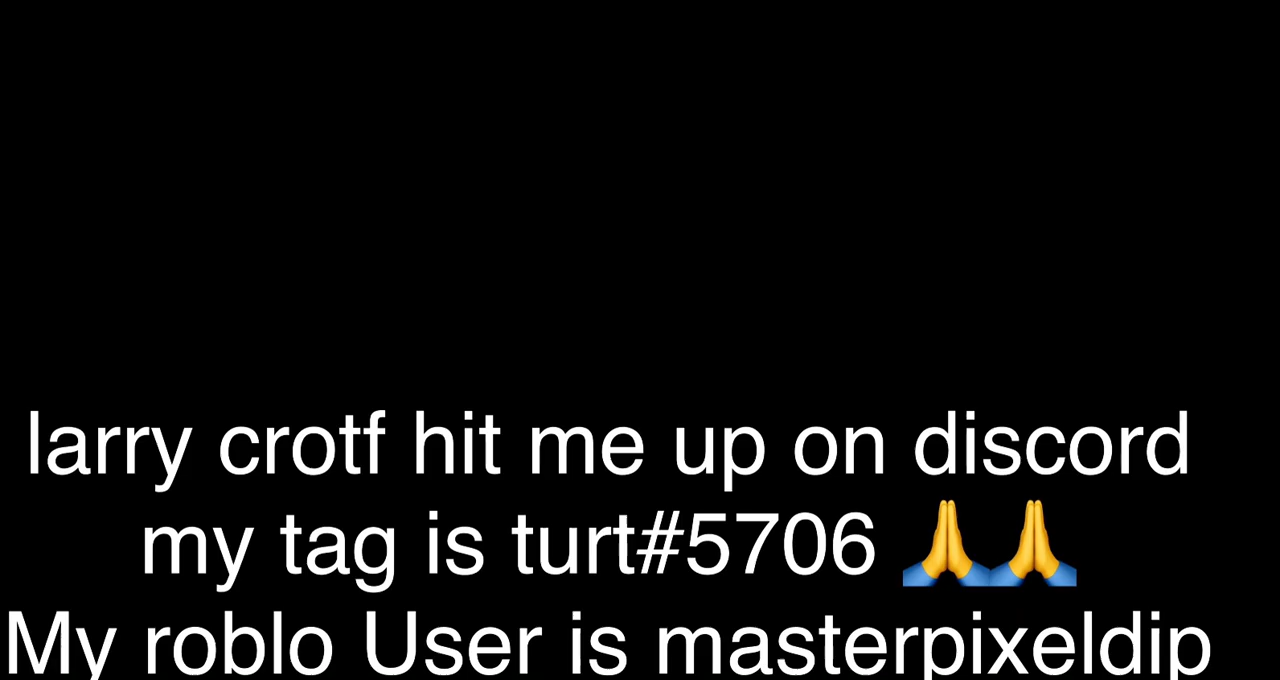 larry crotf hit me up on discord
my tag is turt#5706 🙏🙏
My roblo User is masterpixeldip